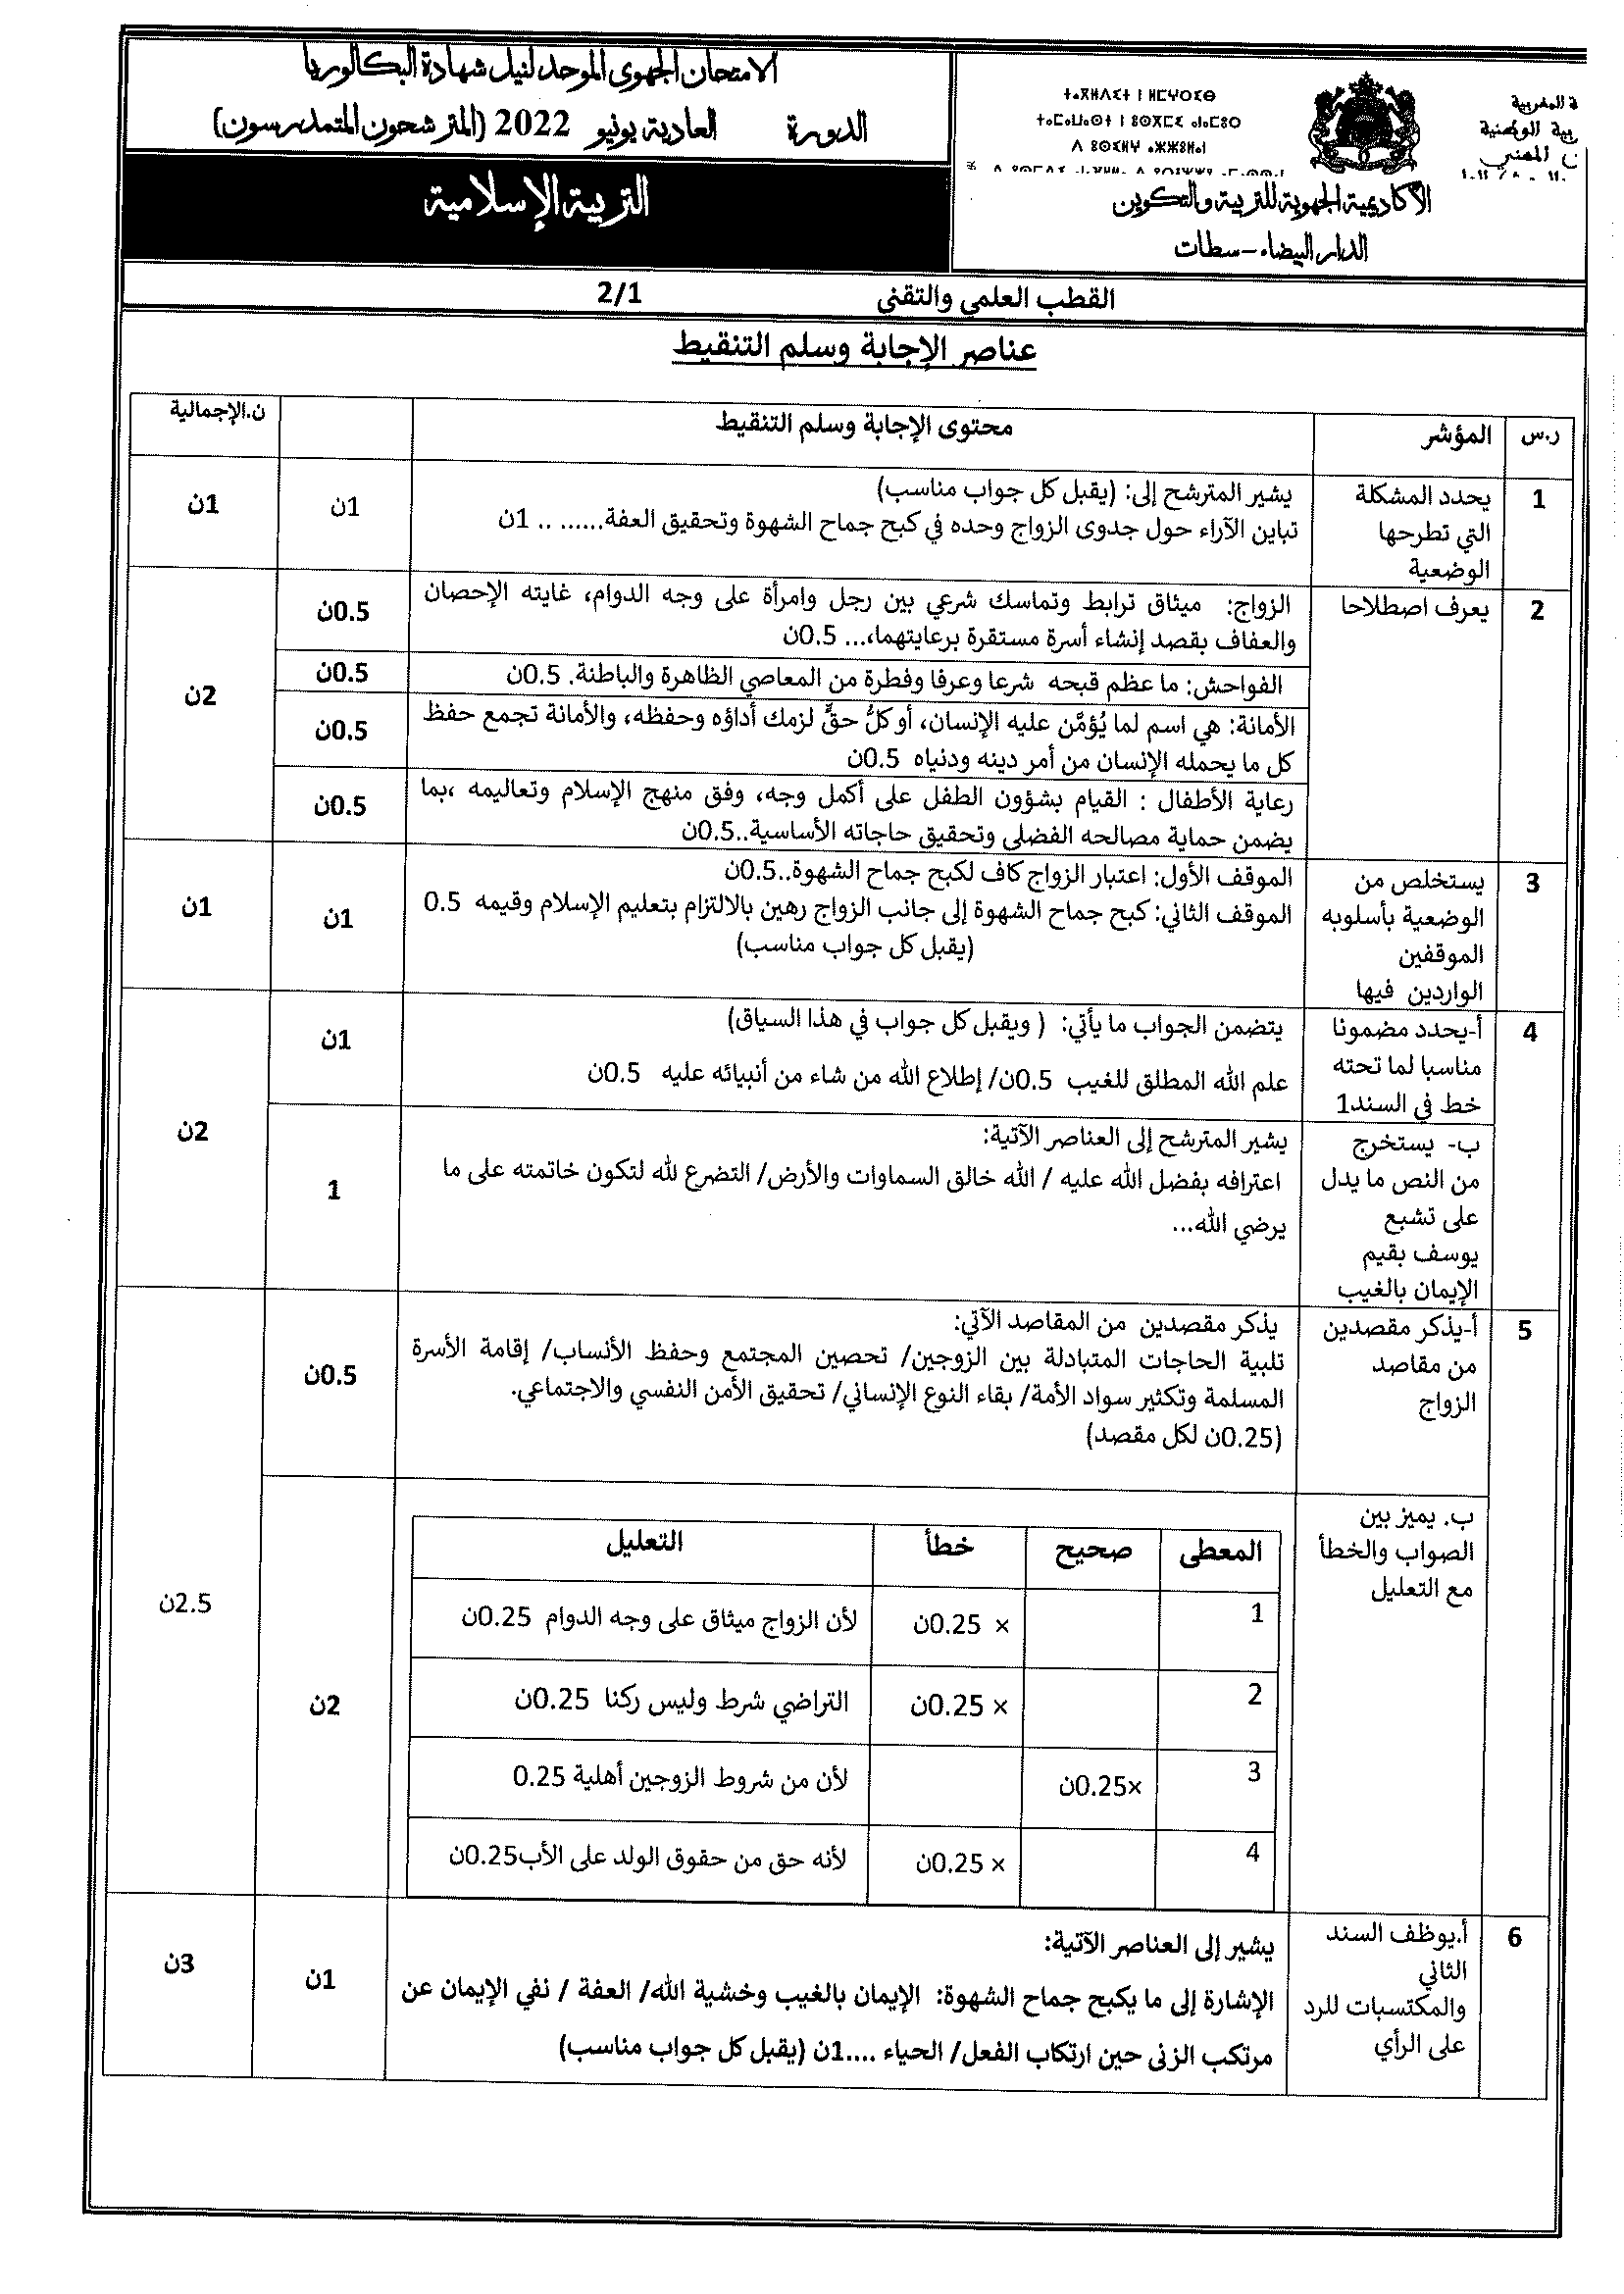 ة المغربية
ربية الوطنية
ن المهني
ⵜⴰⴳⵍⴷⵉⵜ ⵏ ⵍⵎⵖⵔⵉⴱ
ⵜⴰⵎⴰⵡⴰⵙⵜ ⵏ ⵓⵙⴳⵎⵉ ⴰⵏⴰⵎⵓⵔ
ⴷ ⵓⵙⵎⵓⵜⵜⴳ ⴰⵣⵣⵓⵍⴰⵏ
الأكاديمية الجهوية للتربية والتكوين
الدار البيضاء - سطات
الامتحان الجهوي الموحد لنيل شهادة البكالوريا
الدورة العادية يونيو 2022 (المترشحون المتمدرسون)
التربية الإسلامية
القطب العلمي والتقني 2/1
عناصر الإجابة وسلم التنقيط
ر.س المؤشر محتوى الإجابة وسلم التنقيط ن.الإجمالية
1 يحدد المشكلة
التي تطرحها
الوضعية
يشير المترشح إلى: (يقبل كل جواب مناسب)
تباين الآراء حول جدوى الزواج وحده في كبح جماح الشهوة وتحقيق العفة...... .. 1ن
1ن
1ن
2 يعرف اصطلاحا
الزواج: ميثاق ترابط وتماسك شرعي بين رجل وامرأة على وجه الدوام، غايته الإحصان
والعفاف بقصد إنشاء أسرة مستقرة برعايتهما،... 0.5ن
0.5ن
الفواحش: ما عظم قبحه شرعا وعرفا وفطرة من المعاصي الظاهرة والباطنة. 0.5ن
0.5ن
الأمانة: هي اسم لما يُؤمَّن عليه الإنسان، أو كلُّ حقٍّ لزمك أداؤه وحفظه، والأمانة تجمع حفظ
كل ما يحمله الإنسان من أمر دينه ودنياه 0.5ن
0.5ن
رعاية الأطفال : القيام بشؤون الطفل على أكمل وجه، وفق منهج الإسلام وتعاليمه ،بما
يضمن حماية مصالحه الفضلى وتحقيق حاجاته الأساسية..0.5ن
0.5ن
2ن
3 يستخلص من
الوضعية بأسلوبه
الموقفين
الواردين فيها
الموقف الأول: اعتبار الزواج كاف لكبح جماح الشهوة..0.5ن
الموقف الثاني: كبح جماح الشهوة إلى جانب الزواج رهين بالالتزام بتعليم الإسلام وقيمه 0.5
(يقبل كل جواب مناسب)
1ن
1ن
4 أ-يحدد مضمونا
مناسبا لما تحته
خط في السند1
يتضمن الجواب ما يأتي: ( ويقبل كل جواب في هذا السياق)
علم الله المطلق للغيب 0.5ن/ إطلاع الله من شاء من أنبيائه عليه 0.5ن
1ن
ب- يستخرج
من النص ما يدل
على تشبع
يوسف بقيم
الإيمان بالغيب
يشير المترشح إلى العناصر الآتية:
اعترافه بفضل الله عليه / الله خالق السماوات والأرض/ التضرع لله لتكون خاتمته على ما
يرضي الله...
1
2ن
5 أ-يذكر مقصدين
من مقاصد
الزواج
يذكر مقصدين من المقاصد الآتي:
تلبية الحاجات المتبادلة بين الزوجين/ تحصين المجتمع وحفظ الأنساب/ إقامة الأسرة
المسلمة وتكثير سواد الأمة/ بقاء النوع الإنساني/ تحقيق الأمن النفسي والاجتماعي.
(0.25ن لكل مقصد)
0.5ن
ب. يميز بين
الصواب والخطأ
مع التعليل
المعطى صحيح خطأ التعليل
1 × 0.25ن لأن الزواج ميثاق على وجه الدوام 0.25ن
2 × 0.25ن التراضي شرط وليس ركنا 0.25ن
3 ×0.25ن لأن من شروط الزوجين أهلية 0.25
4 × 0.25ن لأنه حق من حقوق الولد على الأب0.25ن
2ن
2.5ن
6 أ.يوظف السند
الثاني
والمكتسبات للرد
على الرأي
يشير إلى العناصر الآتية:
الإشارة إلى ما يكبح جماح الشهوة: الإيمان بالغيب وخشية الله/ العفة / نفي الإيمان عن
مرتكب الزنى حين ارتكاب الفعل/ الحياء ....1ن (يقبل كل جواب مناسب)
1ن
3ن